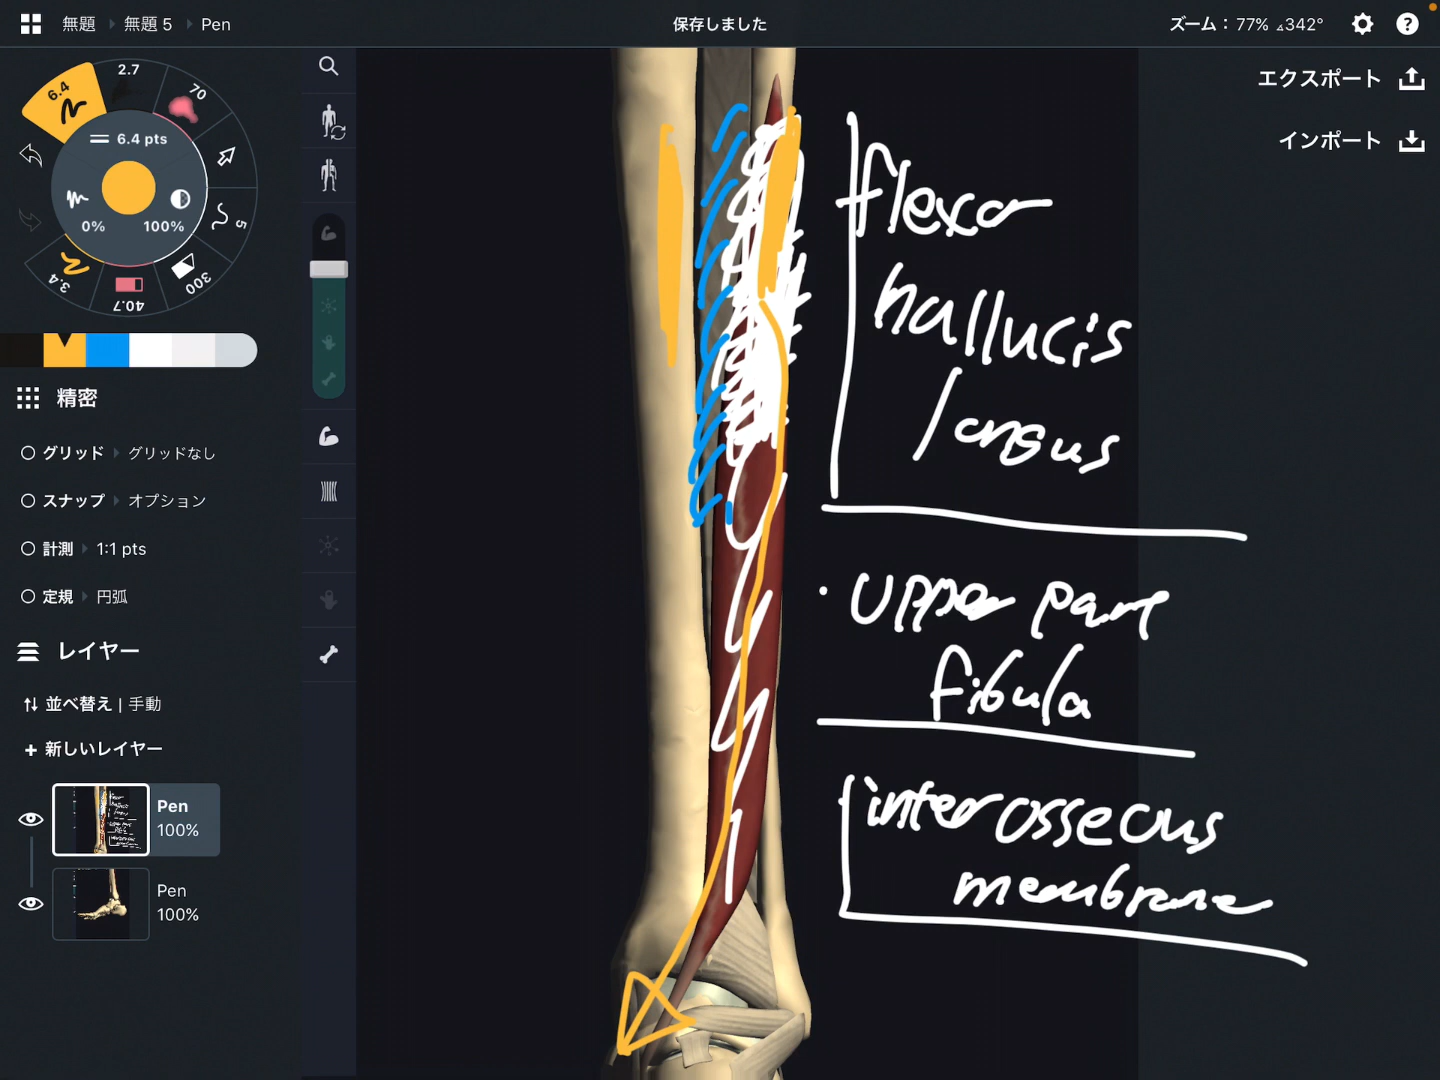 無題 無題 5 Pen
保存しました
ズーム：77% ⊿342°
エクスポート
インポート
6.4
2.7
70
6.4 pts
0%
100%
5
3.4
40.7
300
精密
グリッド グリッドなし
スナップ オプション
計測 1:1 pts
定規 円弧
レイヤー
並べ替え | 手動
+ 新しいレイヤー
Pen
100%
Pen
100%
flexor
hallucis
longus
・upper part
fibula
interosseous
membrane